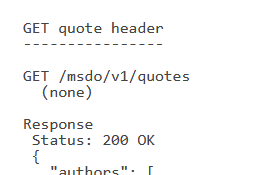 GET quote header
----------------
GET /msdo/v1/quotes
(none)
Response
Status: 200 OK
{
"authors": [